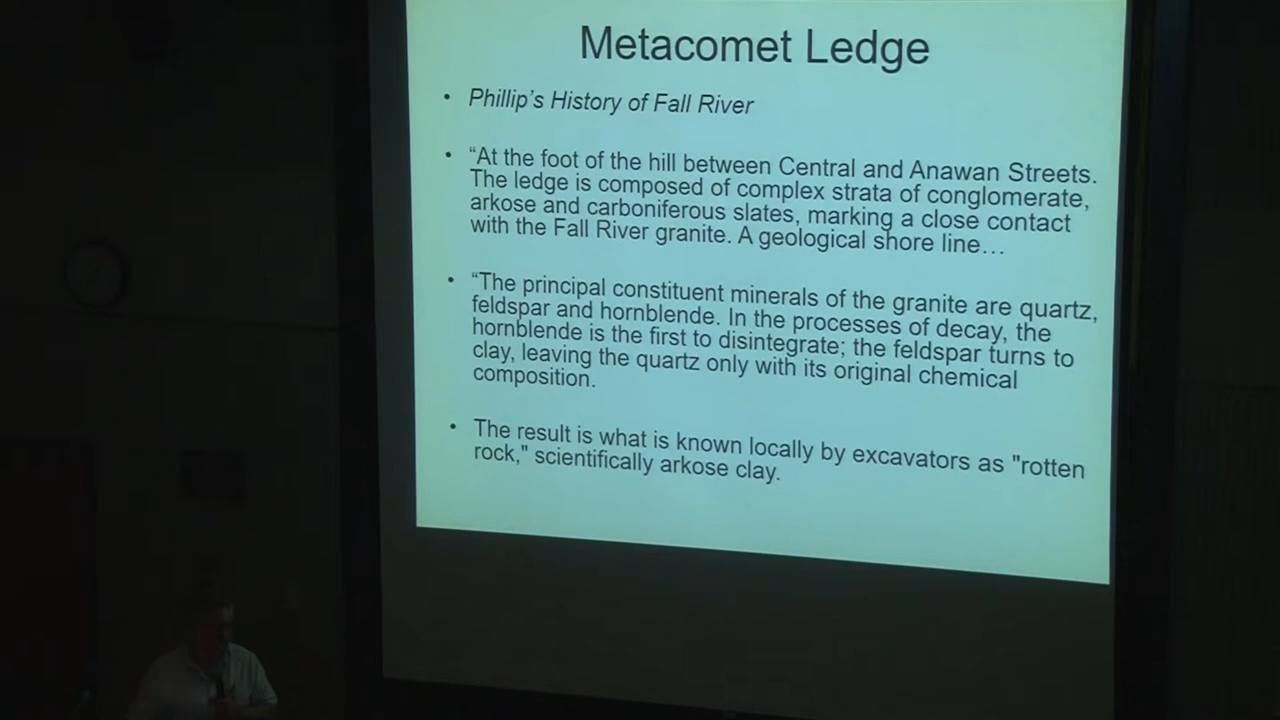 Metacomet Ledge
• Phillip's History of Fall River
• “At the foot of the hill between Central and Anawan Streets.
The ledge is composed of complex strata of conglomerate,
arkose and carboniferous slates, marking a close contact
with the Fall River granite. A geological shore line…
• “The principal constituent minerals of the granite are quartz,
feldspar and hornblende. In the processes of decay, the
hornblende is the first to disintegrate; the feldspar turns to
clay, leaving the quartz only with its original chemical
composition.
• The result is what is known locally by excavators as "rotten
rock," scientifically arkose clay.